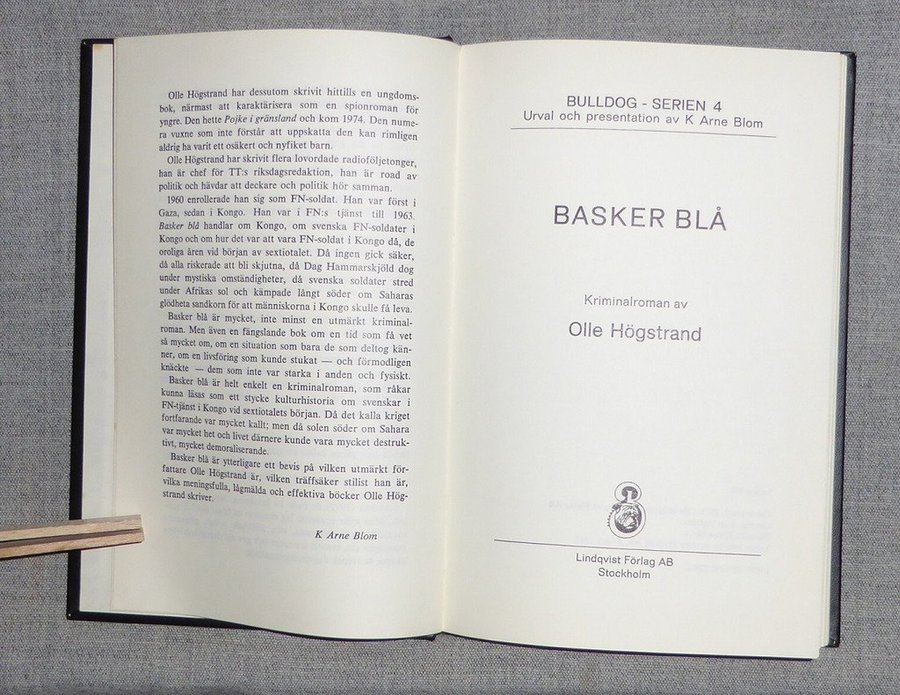 Olle Högstrand har dessutom skrivit hittills en ungdoms-
bok, närmast att karaktärisera som en spionroman för
yngre. Den hette Pojke i gränsland och kom 1974. Den nume-
ra vuxne som inte förstår att uppskatta den kan rimligen
aldrig ha varit ett osäkert och nyfiket barn.
Olle Högstrand har skrivit flera lovordade radioföljetonger,
han är chef för TT:s riksdagsredaktion, han är road av
politik och hävdar att deckare och politik hör samman.
1960 enrollerade han sig som FN-soldat. Han var först i
Gaza, sedan i Kongo. Han var i FN:s tjänst till 1963.
Basker blå handlar om Kongo, om svenska FN-soldater i
Kongo och om hur det var att vara FN-soldat i Kongo då, de
oroliga åren vid början av sextiotalet. Då ingen gick säker,
då alla riskerade att bli skjutna, då Dag Hammarskjöld dog
under mystiska omständigheter, då svenska soldater stred
under Afrikas sol och kämpade långt söder om Saharas
glödheta sandkorn för att människorna i Kongo skulle få leva.
Basker blå är mycket, inte minst en utmärkt kriminal-
roman. Men även en fängslande bok om en tid som få vet
så mycket om, om en situation som bara de som deltog kän-
ner, om en livsföring som kunde stukat — och förmodligen
knäckte — dem som inte var starka i anden och fysiskt.
Basker blå är helt enkelt en kriminalroman, som råkar
kunna läsas som ett stycke kulturhistoria om svenskar i
FN-tjänst i Kongo vid sextiotalets början. Då det kalla kriget
fortfarande var mycket kallt; men då solen söder om Sahara
var mycket het och livet därnere kunde vara mycket destruk-
tivt, mycket demoraliserande.
Basker blå är ytterligare ett bevis på vilken utmärkt för-
fattare Olle Högstrand är, vilken träffsäker stilist han är,
vilka meningsfulla, lågmälda och effektiva böcker Olle Hög-
strand skriver.
K Arne Blom
BULLDOG - SERIEN 4
Urval och presentation av K Arne Blom
BASKER BLÅ
Kriminalroman av
Olle Högstrand
Lindqvist Förlag AB
Stockholm